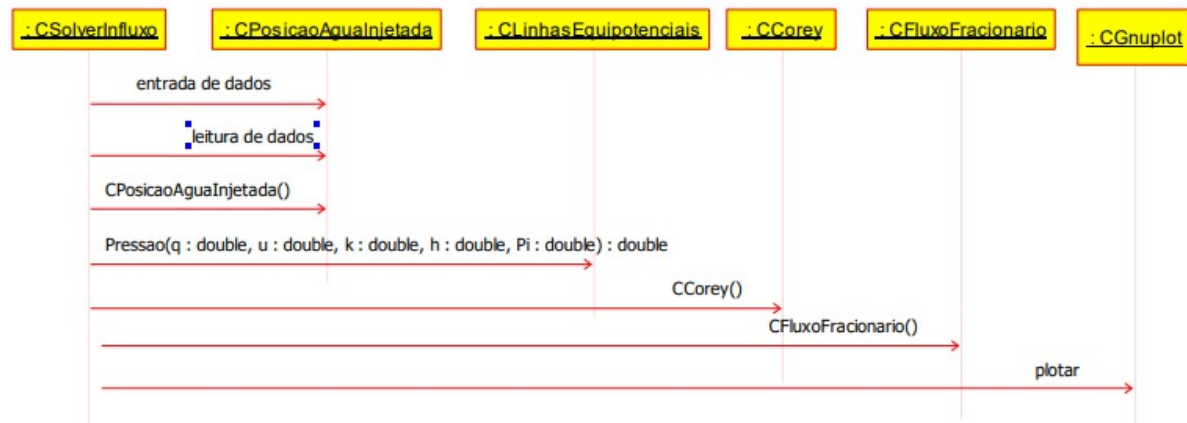 : CSolverInfluxo
: CPosicaoAguaInjetada
: CLinhasEquipotenciais
: CCorey
: CFluxoFracionario
: CGnuplot
entrada de dados
leitura de dados
CPosicaoAguaInjetada()
Pressao(q : double, u : double, k : double, h : double, Pi : double) : double
CCorey()
CFluxoFracionario()
plotar